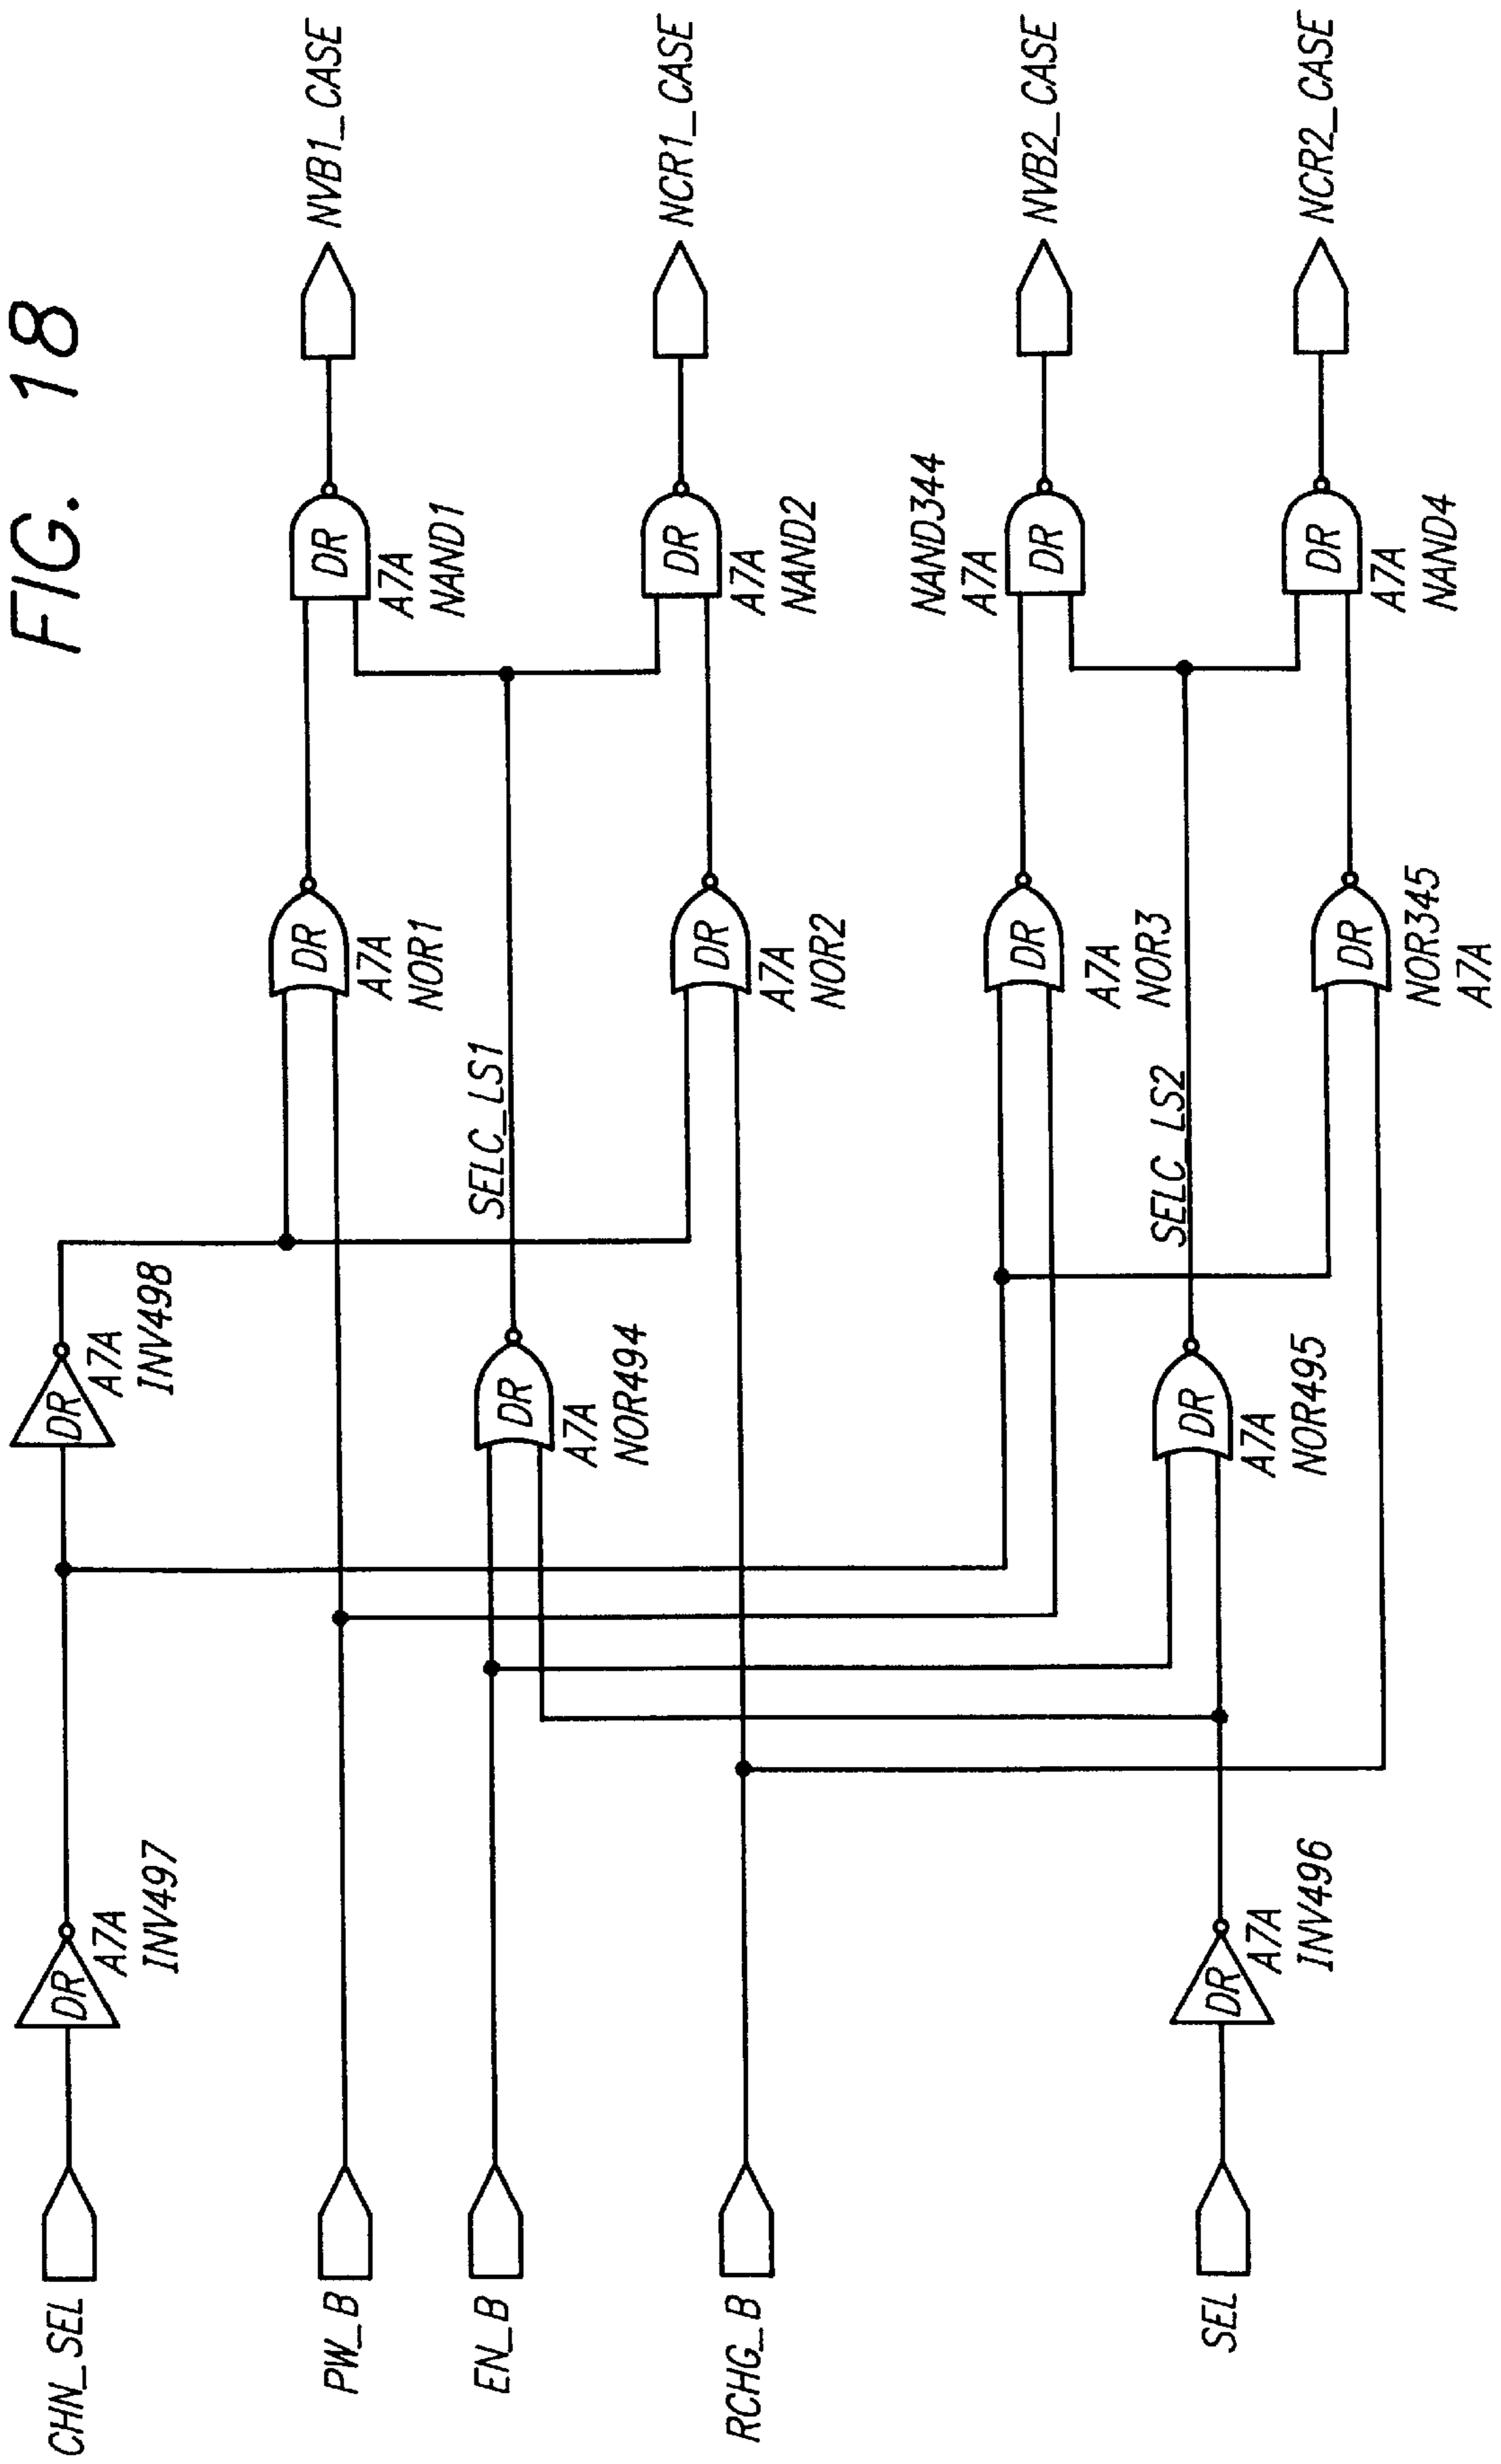 FIG. 18
CHN_SEL
DR
A7A
INV497
DR
A7A
INV498
PW_B
DR
A7A
NOR1
DR
A7A
NAND1
NVB1_CASE
EN_B
DR
A7A
NOR494
SELC_LS1
RCHG_B
DR
A7A
NOR2
DR
A7A
NAND2
NCR1_CASE
DR
A7A
NOR3
NAND344
A7A
DR
NVB2_CASE
SEL
DR
A7A
INV496
DR
A7A
NOR495
SELC_LS2
DR
NOR345
A7A
DR
A7A
NAND4
NCR2_CASE